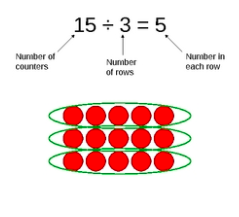 15 ÷ 3 = 5
Number of
counters
Number
of rows
Number in
each row